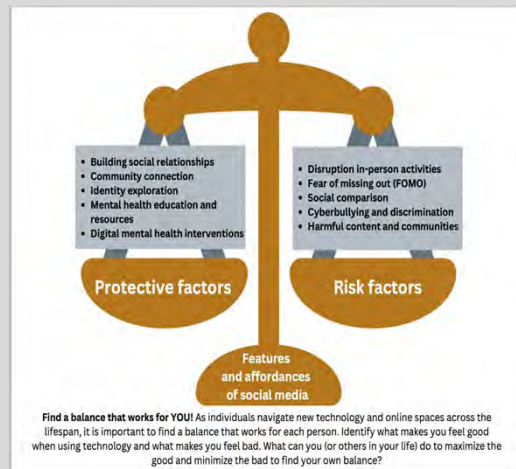 • Building social relationships
• Community connection
• Identity exploration
• Mental health education and
resources
• Digital mental health interventions
• Disruption in-person activities
• Fear of missing out (FOMO)
• Social comparison
• Cyberbullying and discrimination
• Harmful content and communities
Protective factors
Risk factors
Features
and affordances
of social media
Find a balance that works for YOU! As individuals navigate new technology and online spaces across the
lifespan, it is important to find a balance that works for each person. Identify what makes you feel good
when using technology and what makes you feel bad. What can you (or others in your life) do to maximize the
good and minimize the bad to find your own balance?